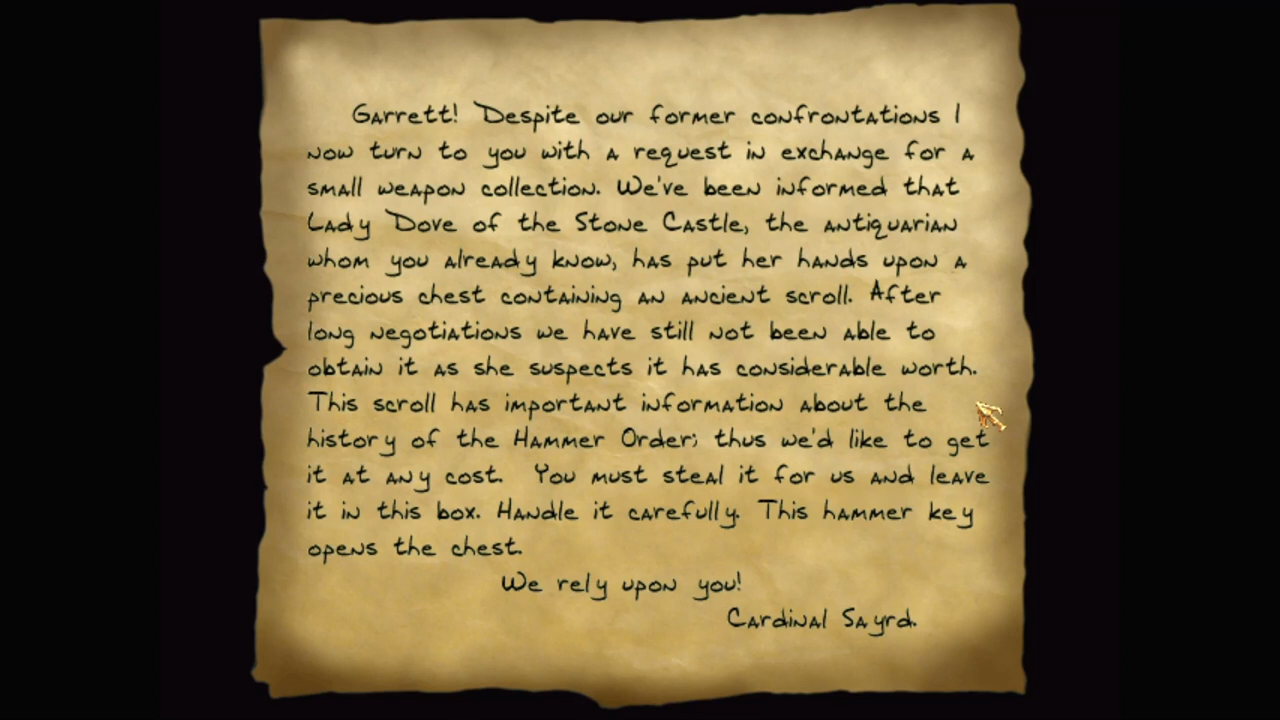 Garrett! Despite our former confrontations I
now turn to you with a request in exchange for a
small weapon collection. We've been informed that
Lady Dove of the Stone Castle, the antiquarian
whom you already know, has put her hands upon a
precious chest containing an ancient scroll. After
long negotiations we have still not been able to
obtain it as she suspects it has considerable worth.
This scroll has important information about the
history of the Hammer Order; thus we'd like to get
it at any cost. You must steal it for us and leave
it in this box. Handle it carefully. This hammer key
opens the chest.
We rely upon you!
Cardinal Sayrd.